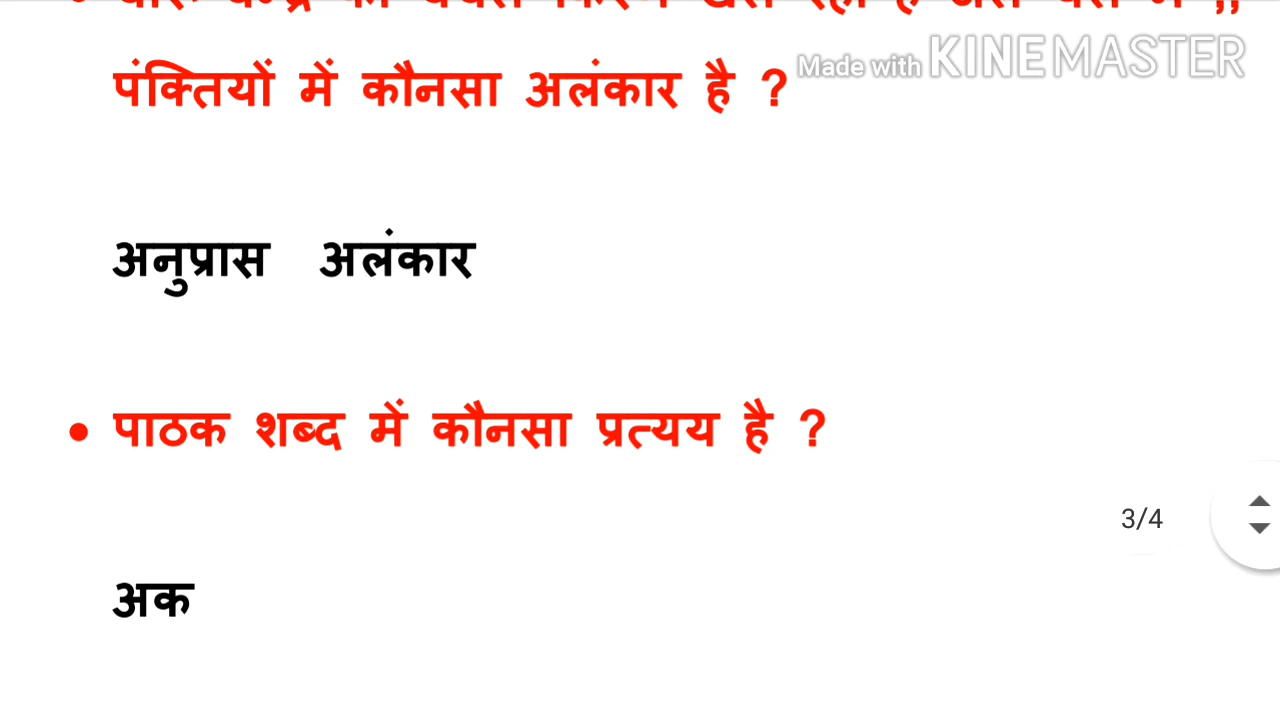 पंक्तियों में कौनसा अलंकार है ?
Made with KINEMASTER
अनुप्रास अलंकार
• पाठक शब्द में कौनसा प्रत्यय है ?
3/4
अक